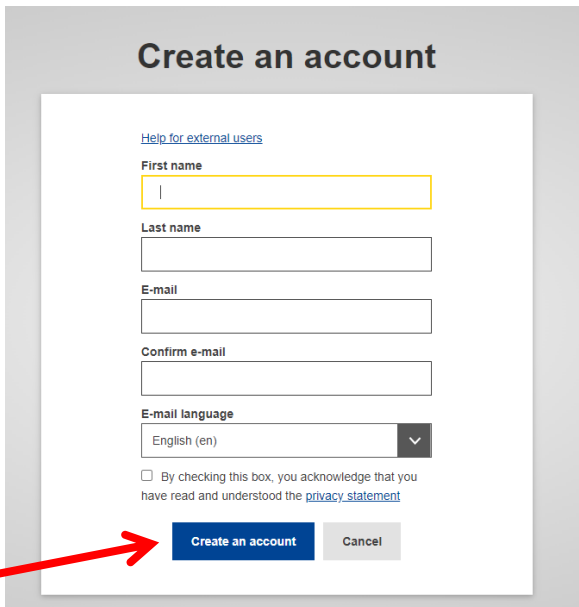 Create an account
Help for external users
First name
Last name
E-mail
Confirm e-mail
E-mail language
English (en)
By checking this box, you acknowledge that you
have read and understood the privacy statement
Create an account Cancel